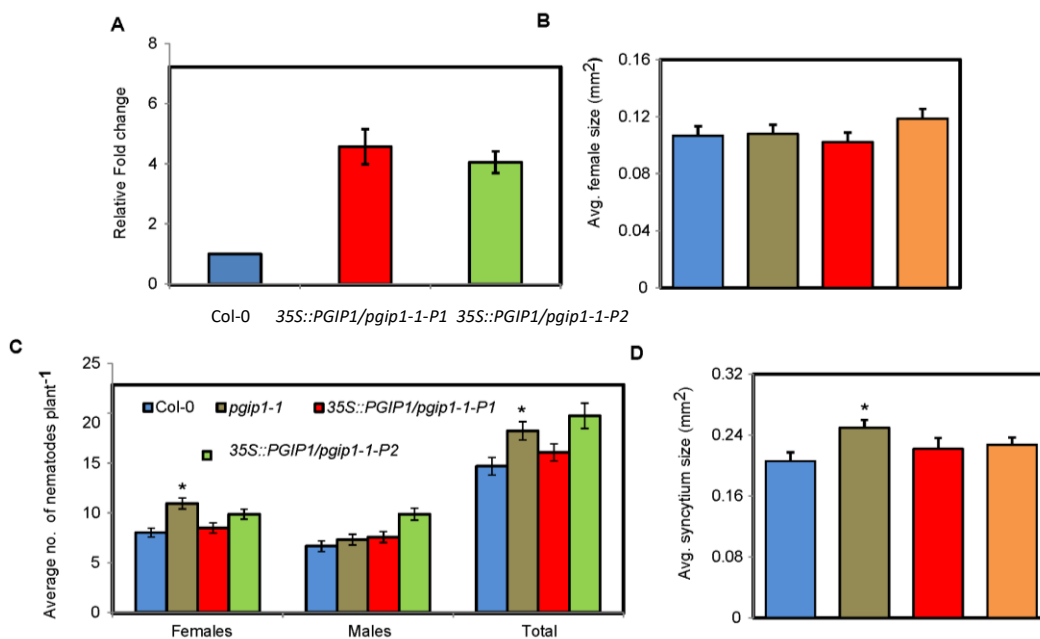 A
Relative Fold change
8
6
4
2
0
Col-0 35S::PGIP1/pgip1-1-P1 35S::PGIP1/pgip1-1-P2
B
Avg. female size (mm2)
0.16
0.12
0.08
0.04
0
C
Average no. of nematodes plant-1
25
20
15
10
5
0
Col-0 pgip1-1 35S::PGIP1/pgip1-1-P1
35S::PGIP1/pgip1-1-P2
*
*
Females Males Total
D
Avg. syncytium size (mm2)
0.32
0.24
0.16
0.08
0
*